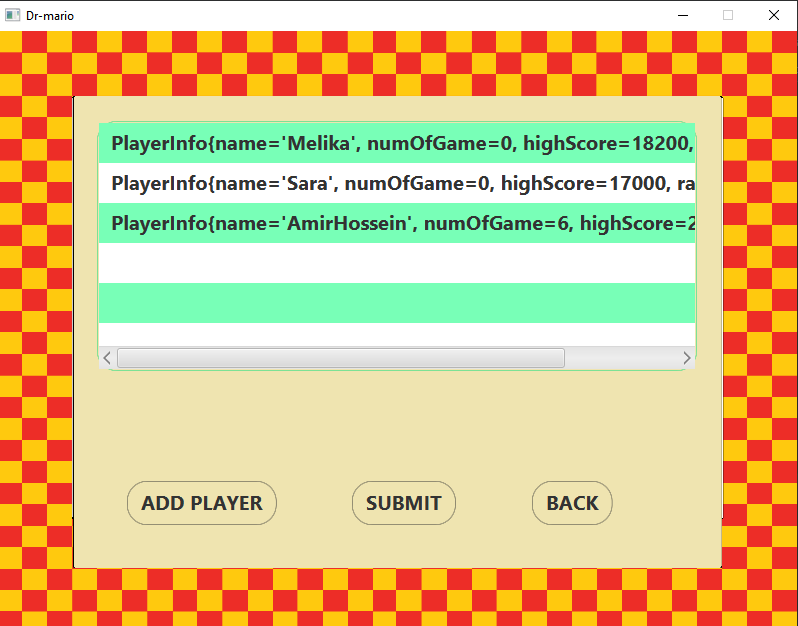 Dr-mario
PlayerInfo{name='Melika', numOfGame=0, highScore=18200,
PlayerInfo{name='Sara', numOfGame=0, highScore=17000, ra
PlayerInfo{name='AmirHossein', numOfGame=6, highScore=2
ADD PLAYER
SUBMIT
BACK